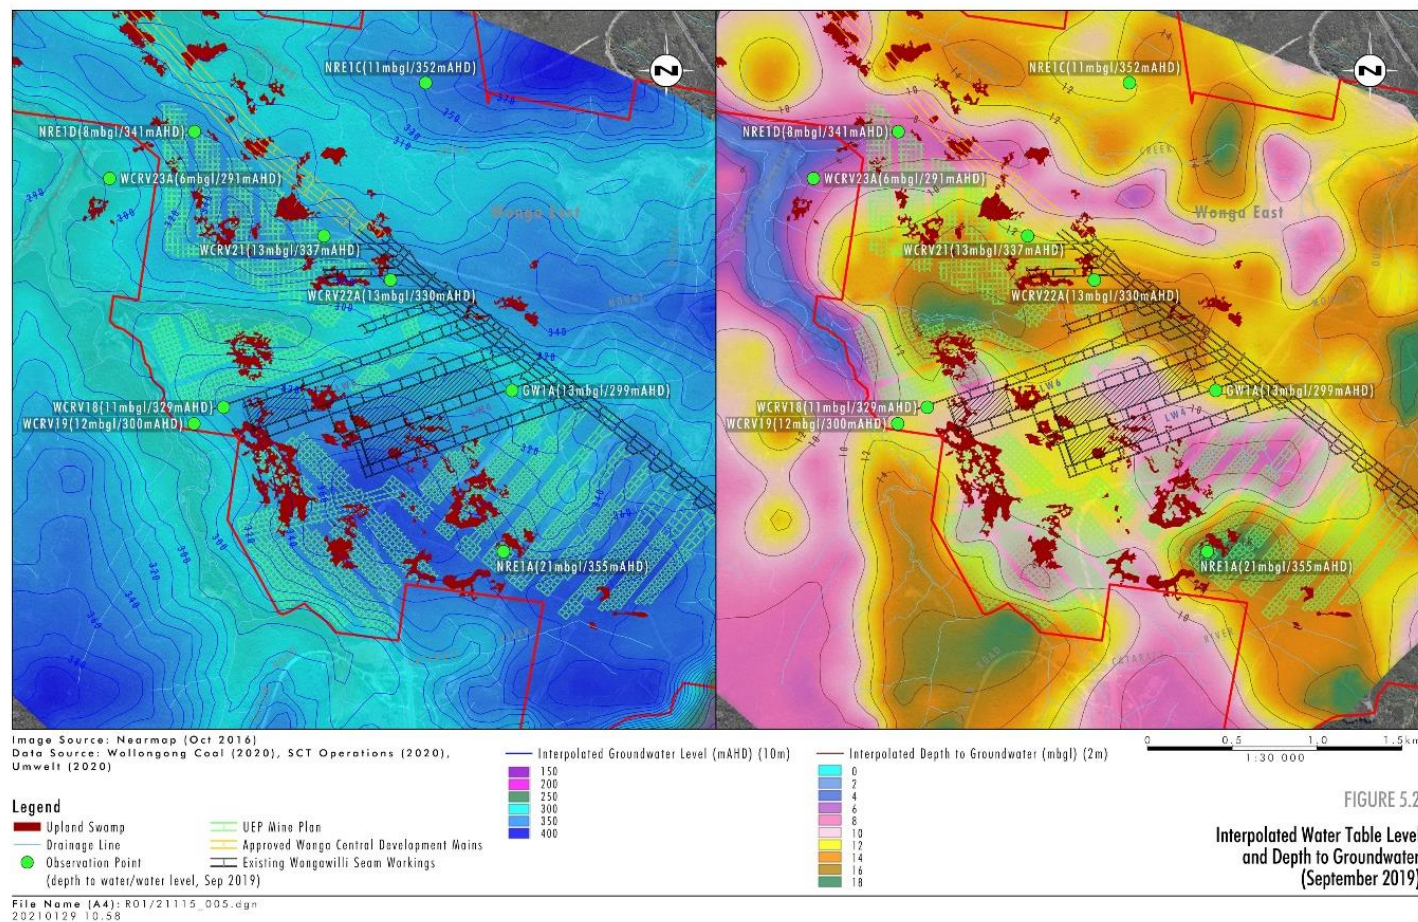 NRE1C(11mbgl/352mAHD)
NRE1D(8mbgl/341mAHD)
WCRV23A(6mbgl/291mAHD)
Wonga East
WCRV21(13mbgl/337mAHD)
WCRV22A(13mbgl/330mAHD)
GW1A(13mbgl/299mAHD)
WCRV18(11mbgl/329mAHD)
WCRV19(12mbgl/300mAHD)
NRE1A(21mbgl/355mAHD)
N
NRE1C(11mbgl/352mAHD)
NRE1D(8mbgl/341mAHD)
CREEK
WCRV23A(6mbgl/291mAHD)
Wonga East
WCRV21(13mbgl/337mAHD)
WCRV22A(13mbgl/330mAHD)
LW6
GW1A(13mbgl/299mAHD)
WCRV18(11mbgl/329mAHD)
LW4
WCRV19(12mbgl/300mAHD)
NRE1A(21mbgl/355mAHD)
RIVER
CATARACT
ROAD
N
Image Source: Nearmap (Oct 2016)
Data Source: Wollongong Coal (2020), SCT Operations (2020),
Umwelt (2020)
Legend
Upland Swamp
Drainage Line
Observation Point
(depth to water/water level, Sep 2019)
UEP Mine Plan
Approved Wonga Central Development Mains
Existing Wongawilli Seam Workings
Interpolated Groundwater Level (mAHD) (10m)
150
200
250
300
350
400
Interpolated Depth to Groundwater (mbgl) (2m)
0
2
4
6
8
10
12
14
16
18
0 0.5 1.0 1.5km
1:30 000
FIGURE 5.2
Interpolated Water Table Level
and Depth to Groundwater
(September 2019)
File Name (A4): R01/21115_005.dgn
20210129 10.58